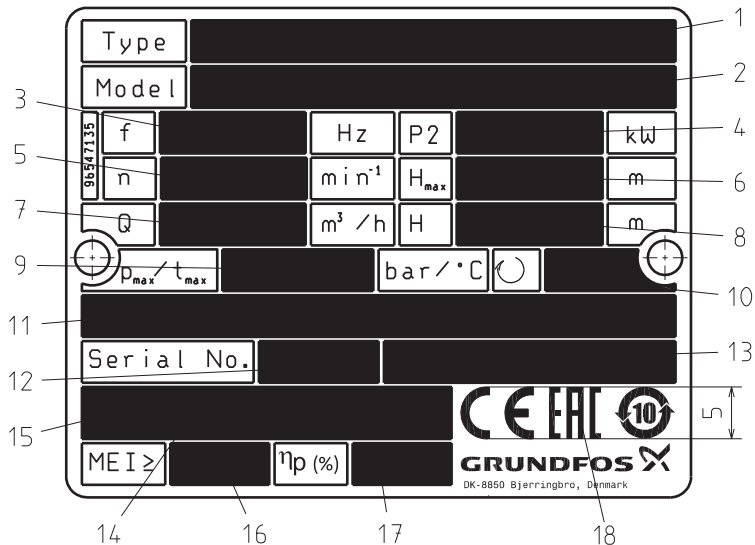 Type 1
Model 2
3 f Hz P2 kW 4
96547135
5 n min⁻¹ Hmax m 6
7 Q m³/h H m 8
9 pmax/tmax bar/°C 10
11
Serial No. 13
12
15 CE EAC 10 5
MEI≥ ηp (%) GRUNDFOS
DK-8850 Bjerringbro, Denmark
14 16 17 18